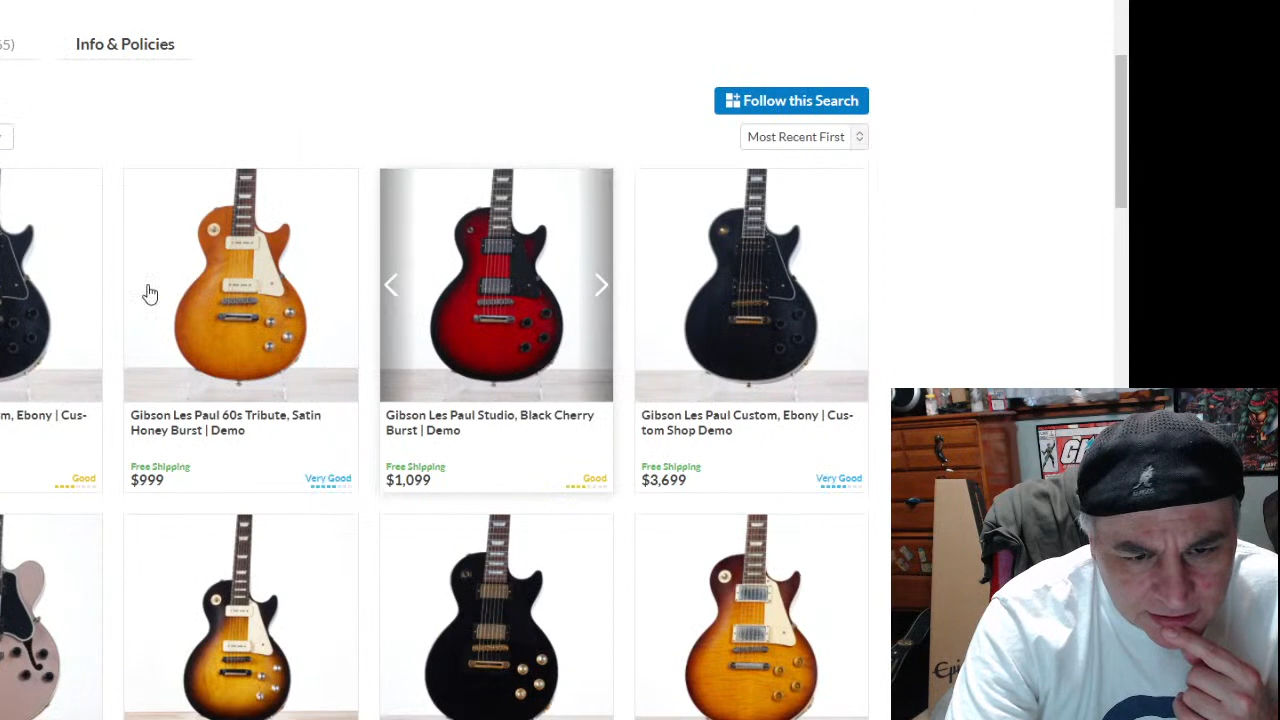 Info & Policies
Follow this Search
Most Recent First
Gibson Les Paul 60s Tribute, Satin
Honey Burst | Demo
Free Shipping
$999
Very Good
Gibson Les Paul Studio, Black Cherry
Burst | Demo
Free Shipping
$1,099
Good
Gibson Les Paul Custom, Ebony | Cus-
tom Shop Demo
Free Shipping
$3,699
Very Good
m, Ebony | Cus-
Good
Epi